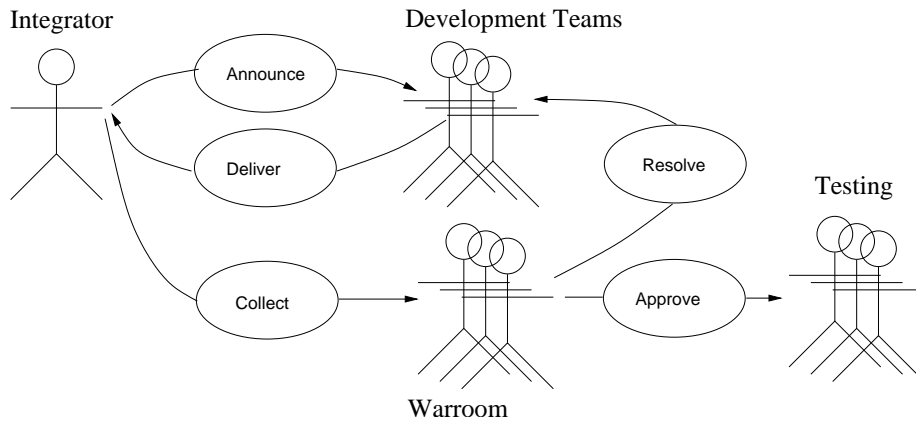 Integrator
Development Teams
Announce
Deliver
Resolve
Testing
Collect
Approve
Warroom